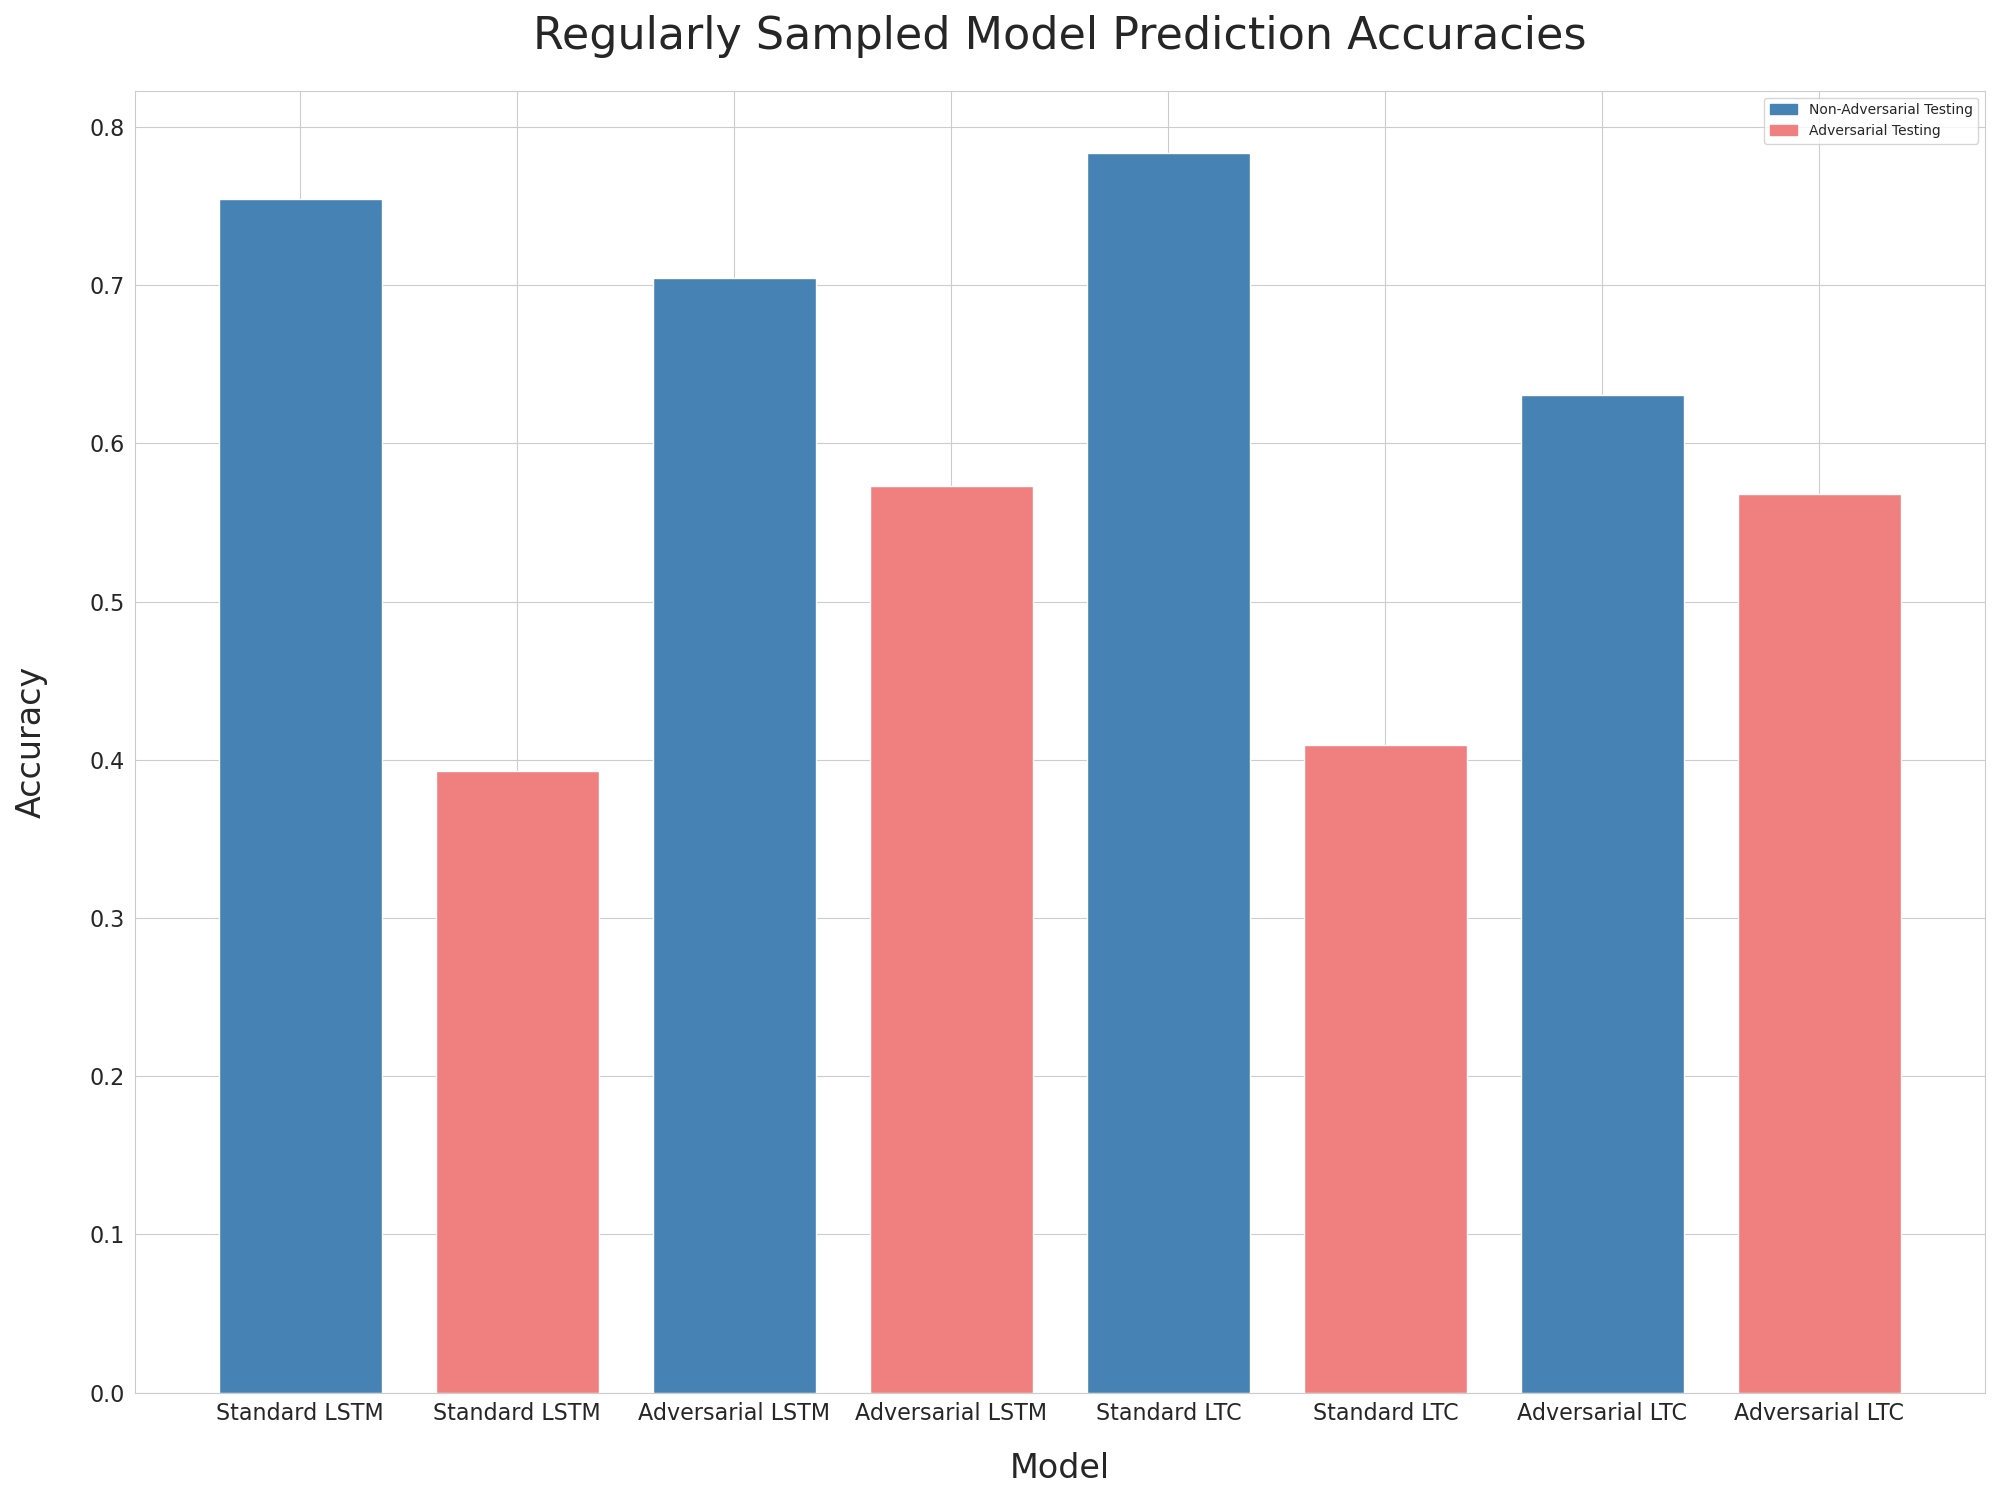 Regularly Sampled Model Prediction Accuracies
Non-Adversarial Testing
Adversarial Testing
0.8
0.7
0.6
0.5
0.4
0.3
0.2
0.1
0.0
Accuracy
Standard LSTM Standard LSTM Adversarial LSTM Adversarial LSTM Standard LTC Standard LTC Adversarial LTC Adversarial LTC
Model